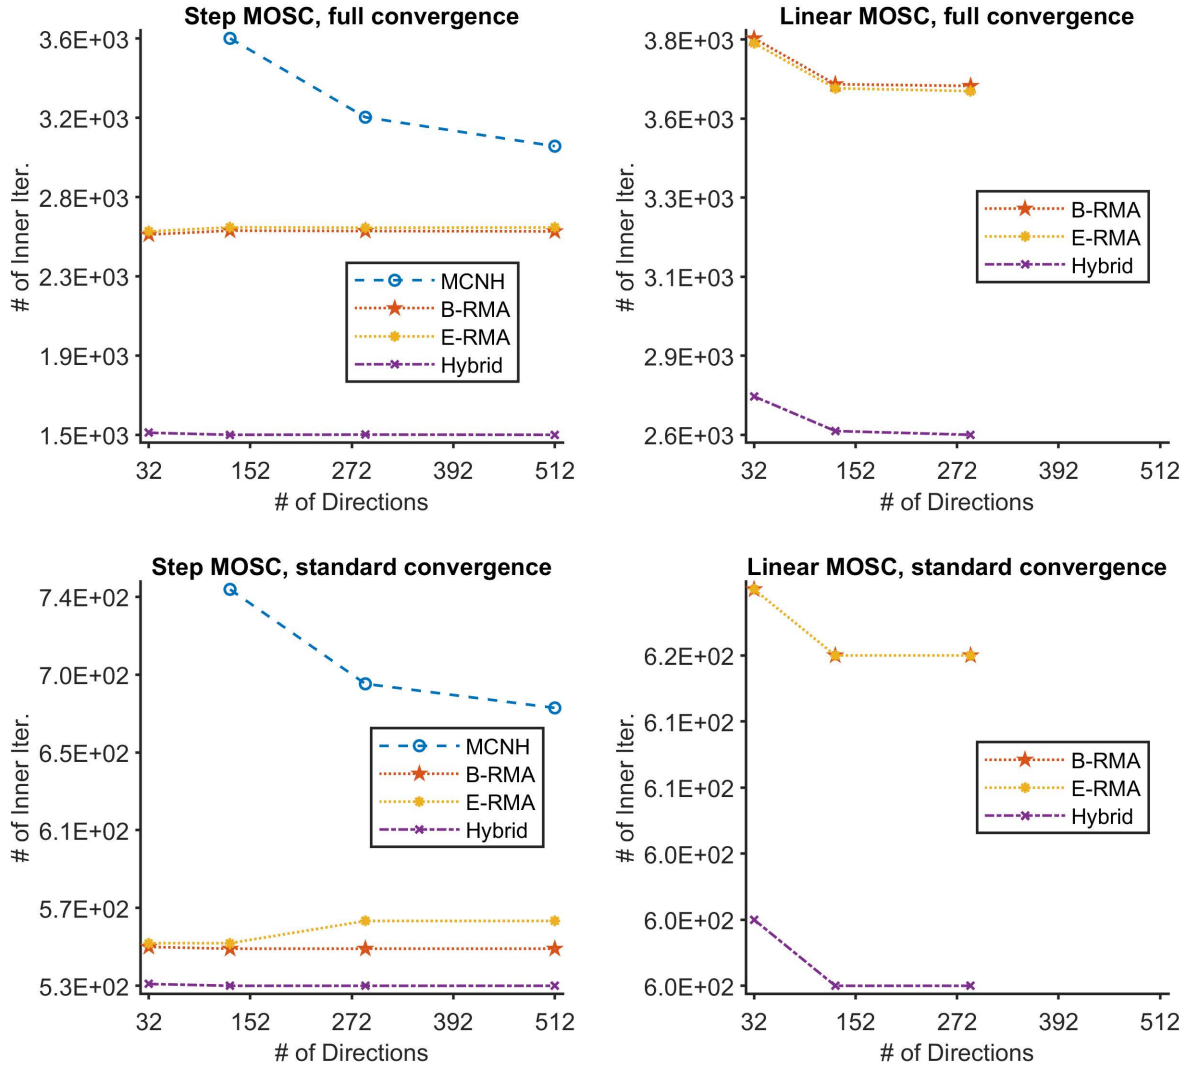 Step MOSC, full convergence
3.6E+03
3.2E+03
2.8E+03
2.3E+03
1.9E+03
1.5E+03
# of Inner Iter.
MCNH
B-RMA
E-RMA
Hybrid
32 152 272 392 512
# of Directions
Linear MOSC, full convergence
3.8E+03
3.6E+03
3.3E+03
3.1E+03
2.9E+03
2.6E+03
# of Inner Iter.
B-RMA
E-RMA
Hybrid
32 152 272 392 512
# of Directions
Step MOSC, standard convergence
7.4E+02
7.0E+02
6.5E+02
6.1E+02
5.7E+02
5.3E+02
# of Inner Iter.
MCNH
B-RMA
E-RMA
Hybrid
32 152 272 392 512
# of Directions
Linear MOSC, standard convergence
6.2E+02
6.1E+02
6.1E+02
6.0E+02
6.0E+02
6.0E+02
# of Inner Iter.
B-RMA
E-RMA
Hybrid
32 152 272 392 512
# of Directions